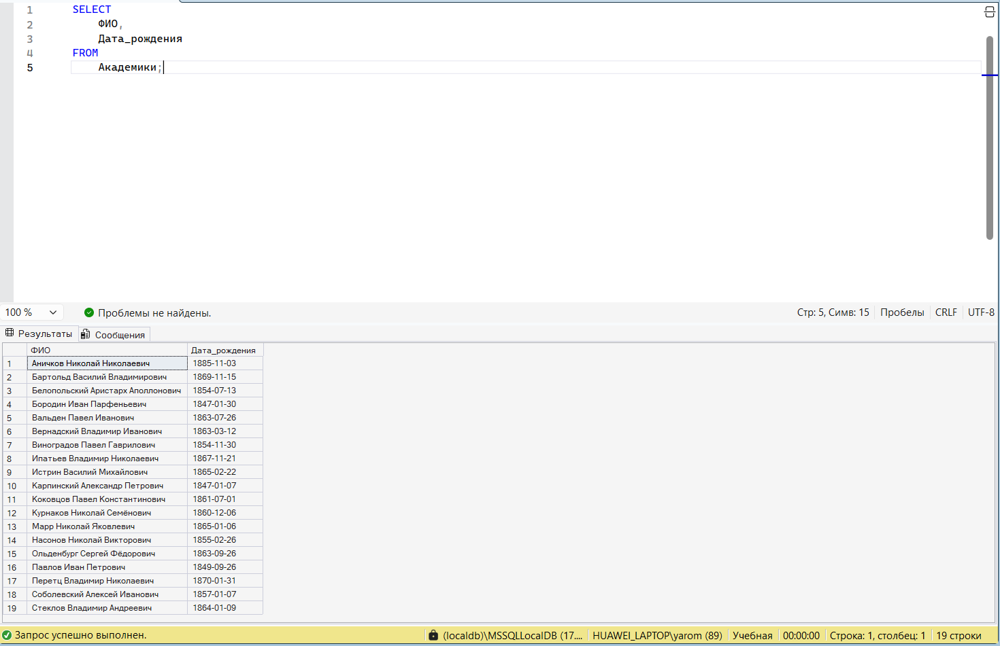 1 SELECT
2 ФИО,
3 Дата_рождения
4 FROM
5 Академики;
100 % Проблемы не найдены. Стр: 5, Симв: 15 Пробелы CRLF UTF-8
Результаты Сообщения
ФИО Дата_рождения
1 Аничков Николай Николаевич 1885-11-03
2 Бартольд Василий Владимирович 1869-11-15
3 Белопольский Аристарх Аполлонович 1854-07-13
4 Бородин Иван Парфеньевич 1847-01-30
5 Вальден Павел Иванович 1863-07-26
6 Вернадский Владимир Иванович 1863-03-12
7 Виноградов Павел Гаврилович 1854-11-30
8 Ипатьев Владимир Николаевич 1867-11-21
9 Истрин Василий Михайлович 1865-02-22
10 Карпинский Александр Петрович 1847-01-07
11 Коковцов Павел Константинович 1861-07-01
12 Курнаков Николай Семёнович 1860-12-06
13 Марр Николай Яковлевич 1865-01-06
14 Насонов Николай Викторович 1855-02-26
15 Ольденбург Сергей Фёдорович 1863-09-26
16 Павлов Иван Петрович 1849-09-26
17 Перетц Владимир Николаевич 1870-01-31
18 Соболевский Алексей Иванович 1857-01-07
19 Стеклов Владимир Андреевич 1864-01-09
Запрос успешно выполнен. (localdb)\MSSQLLocalDB (17.... HUAWEI_LAPTOP\yarom (89) Учебная 00:00:00 Строка: 1, столбец: 1 19 строки